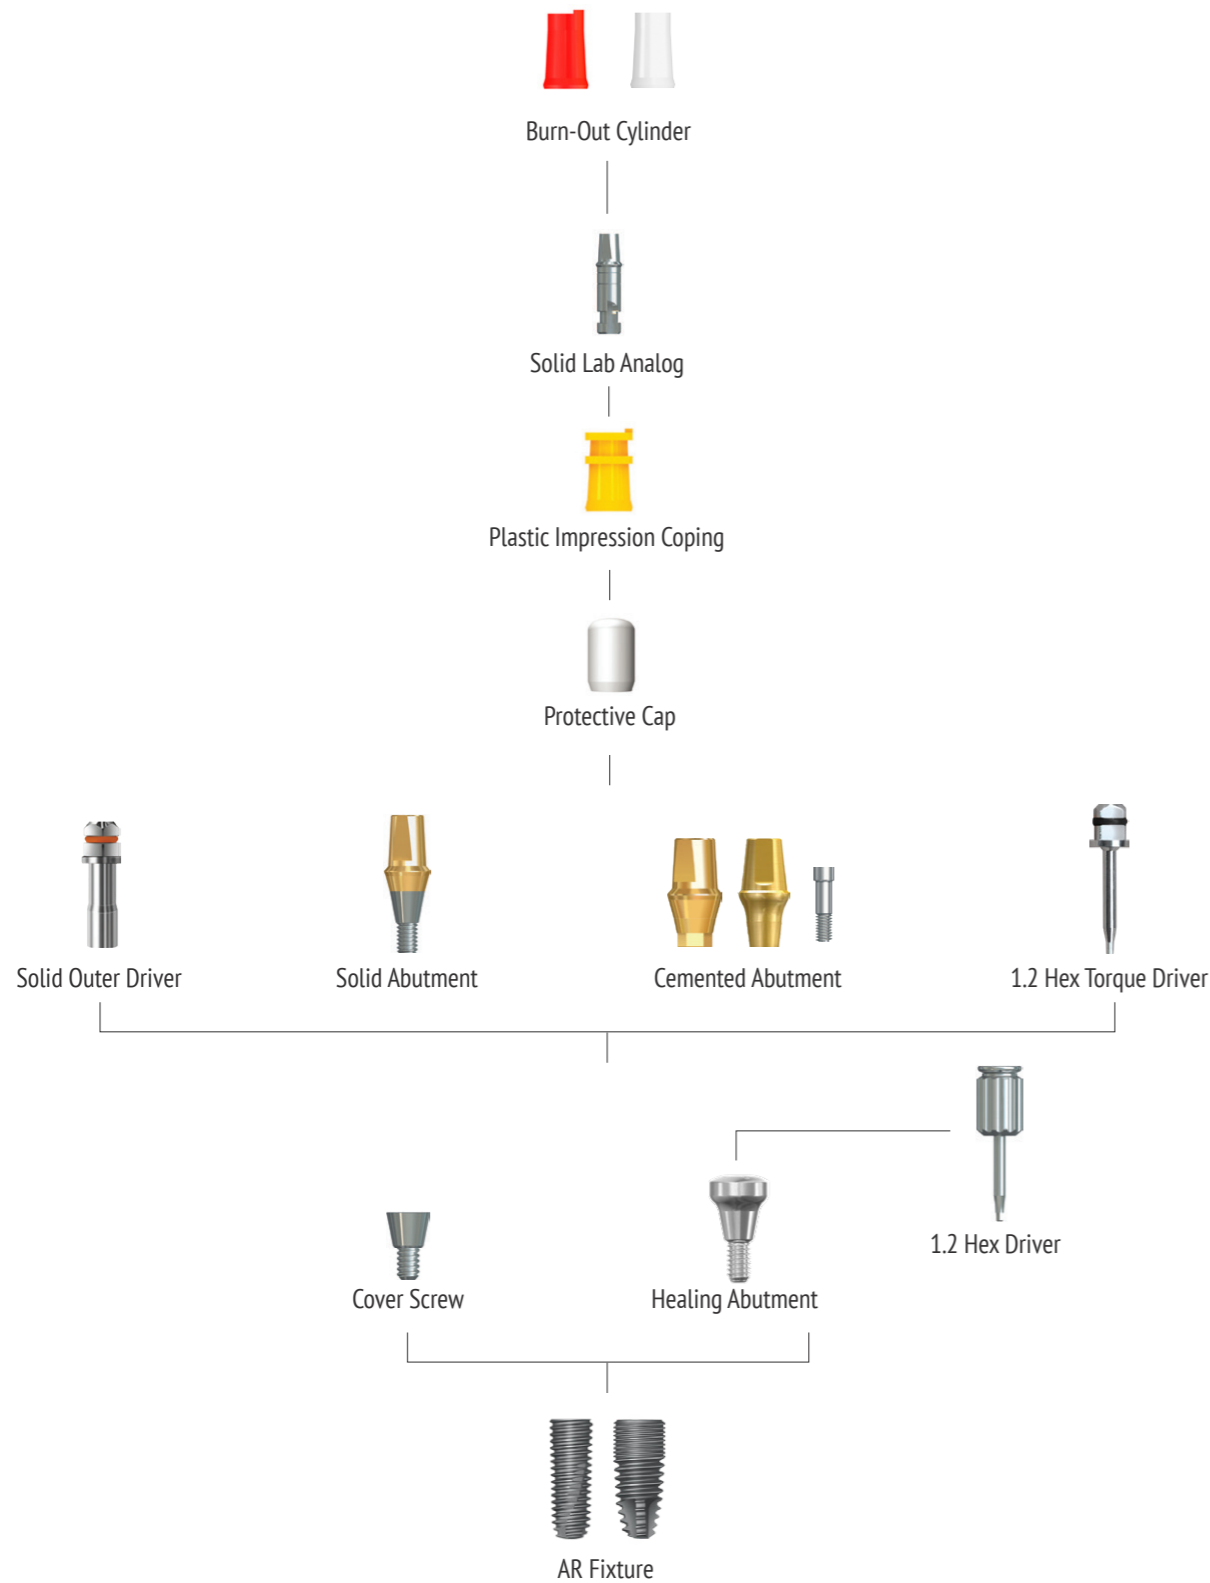 Burn-Out Cylinder
Solid Lab Analog
Plastic Impression Coping
Protective Cap
Solid Outer Driver
Solid Abutment
Cemented Abutment
1.2 Hex Torque Driver
1.2 Hex Driver
Cover Screw
Healing Abutment
AR Fixture